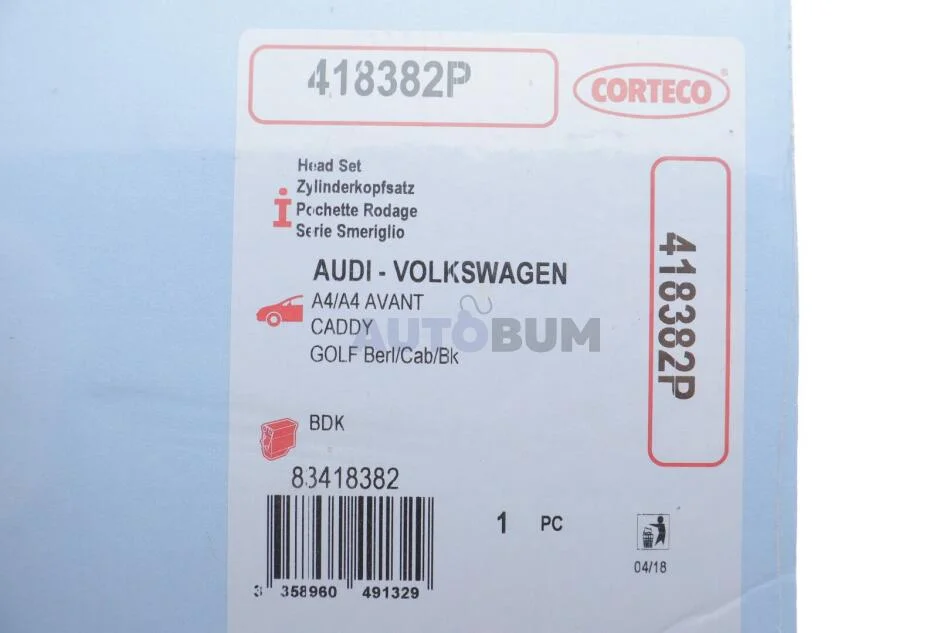 418382P
CORTECO
Head Set
Zylinderkopfsatz
Pochette Rodage
Serie Smeriglio
i
AUDI - VOLKSWAGEN
A4/A4 AVANT
CADDY
GOLF Berl/Cab/Bk
AUTOBUM
418382P
BDK
83418382
1 PC
04/18
3 358960 491329